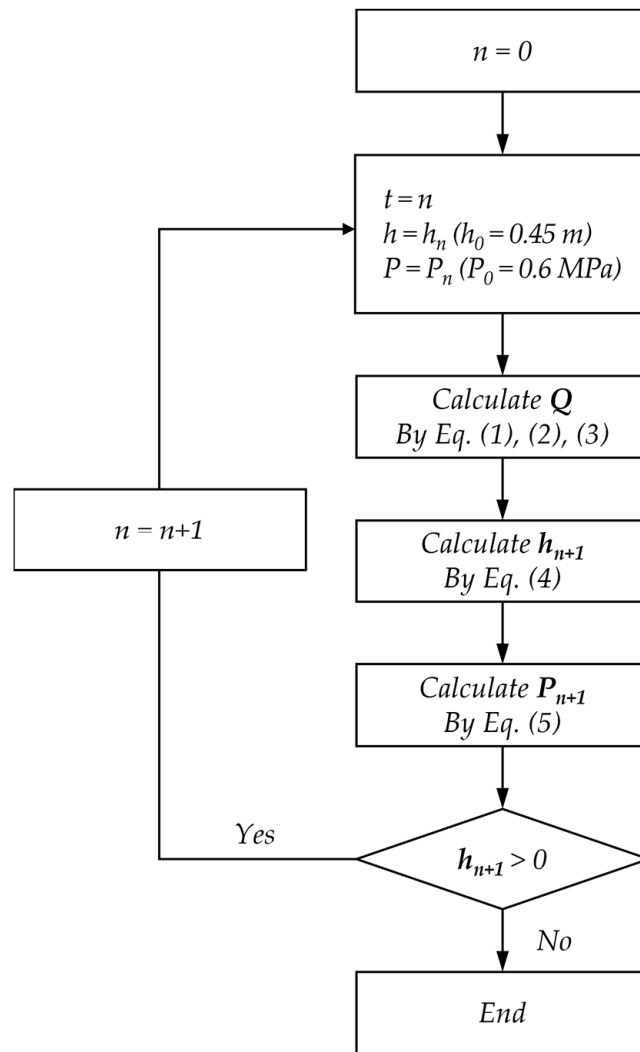 n = 0
t = n
h = hₙ (h₀ = 0.45 m)
P = Pₙ (P₀ = 0.6 MPa)
Calculate Q
By Eq. (1), (2), (3)
n = n+1
Calculate hₙ₊₁
By Eq. (4)
Calculate Pₙ₊₁
By Eq. (5)
Yes
hₙ₊₁ > 0
No
End